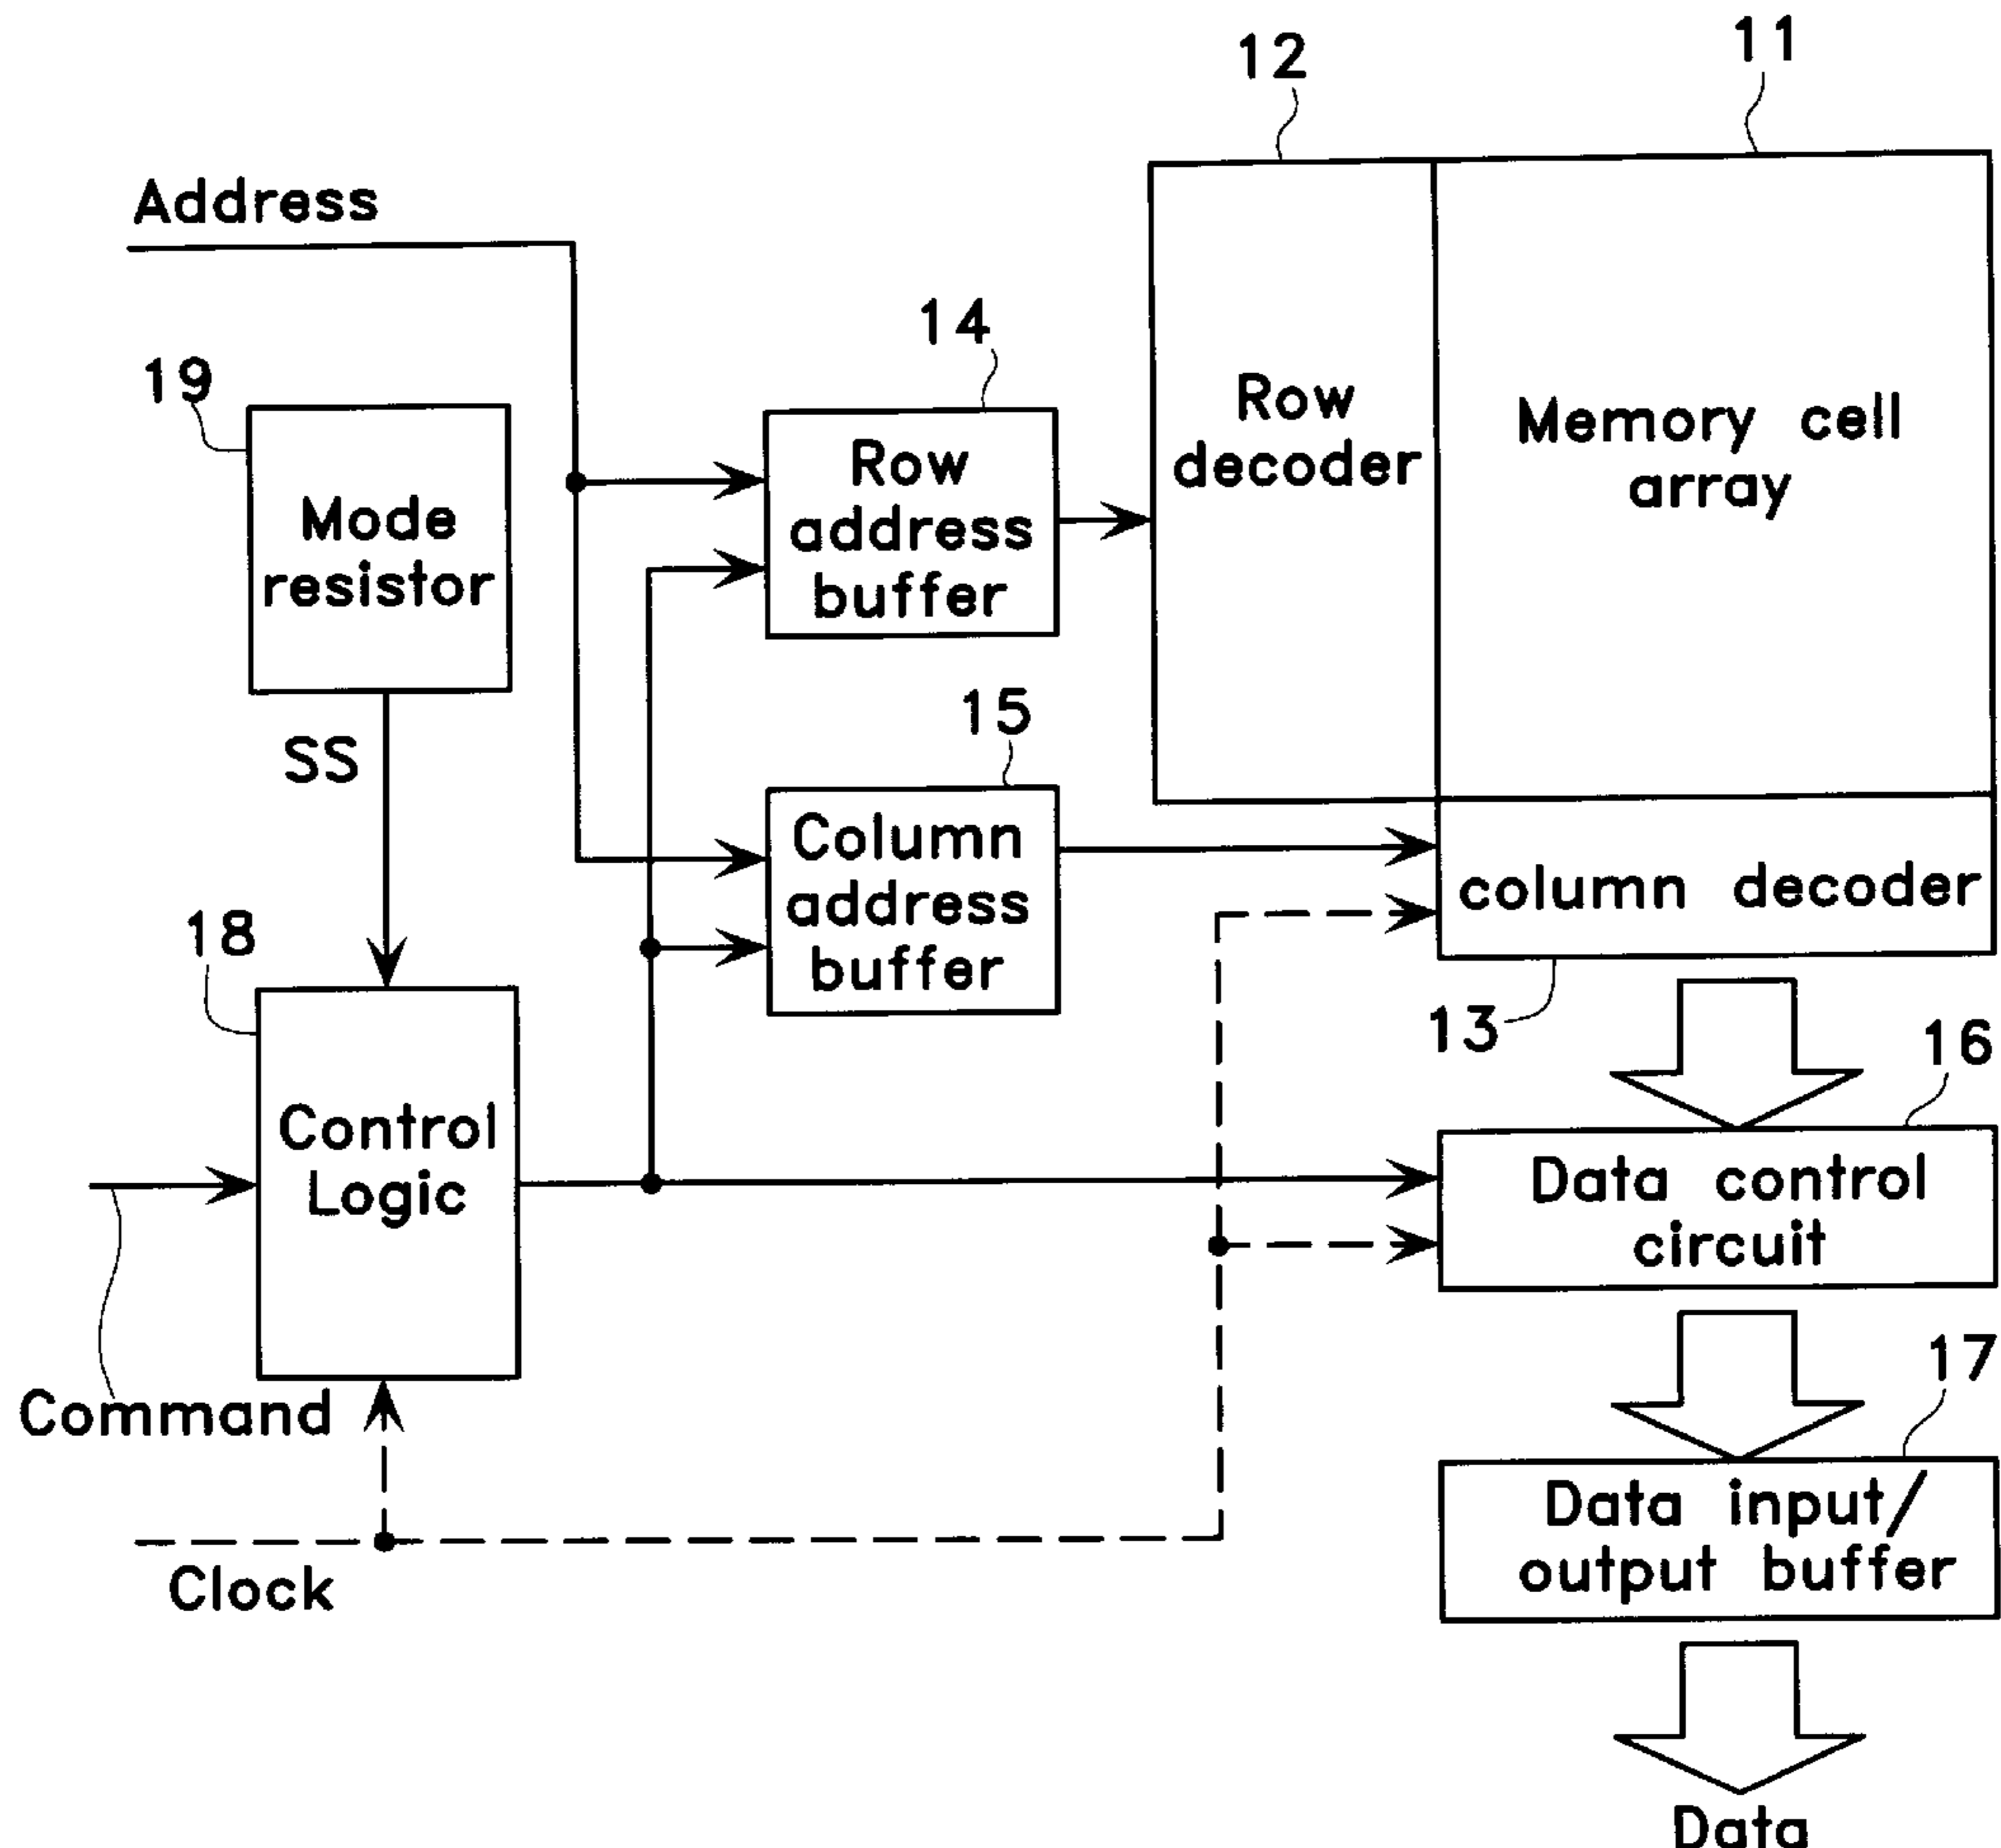 12
11
Address
14
19
Row
decoder
Memory cell
array
Row
address
buffer
Mode
resistor
15
SS
Column
address
buffer
column decoder
18
13
16
Control
Logic
Data control
circuit
17
Command
Data input/
output buffer
Clock
Data